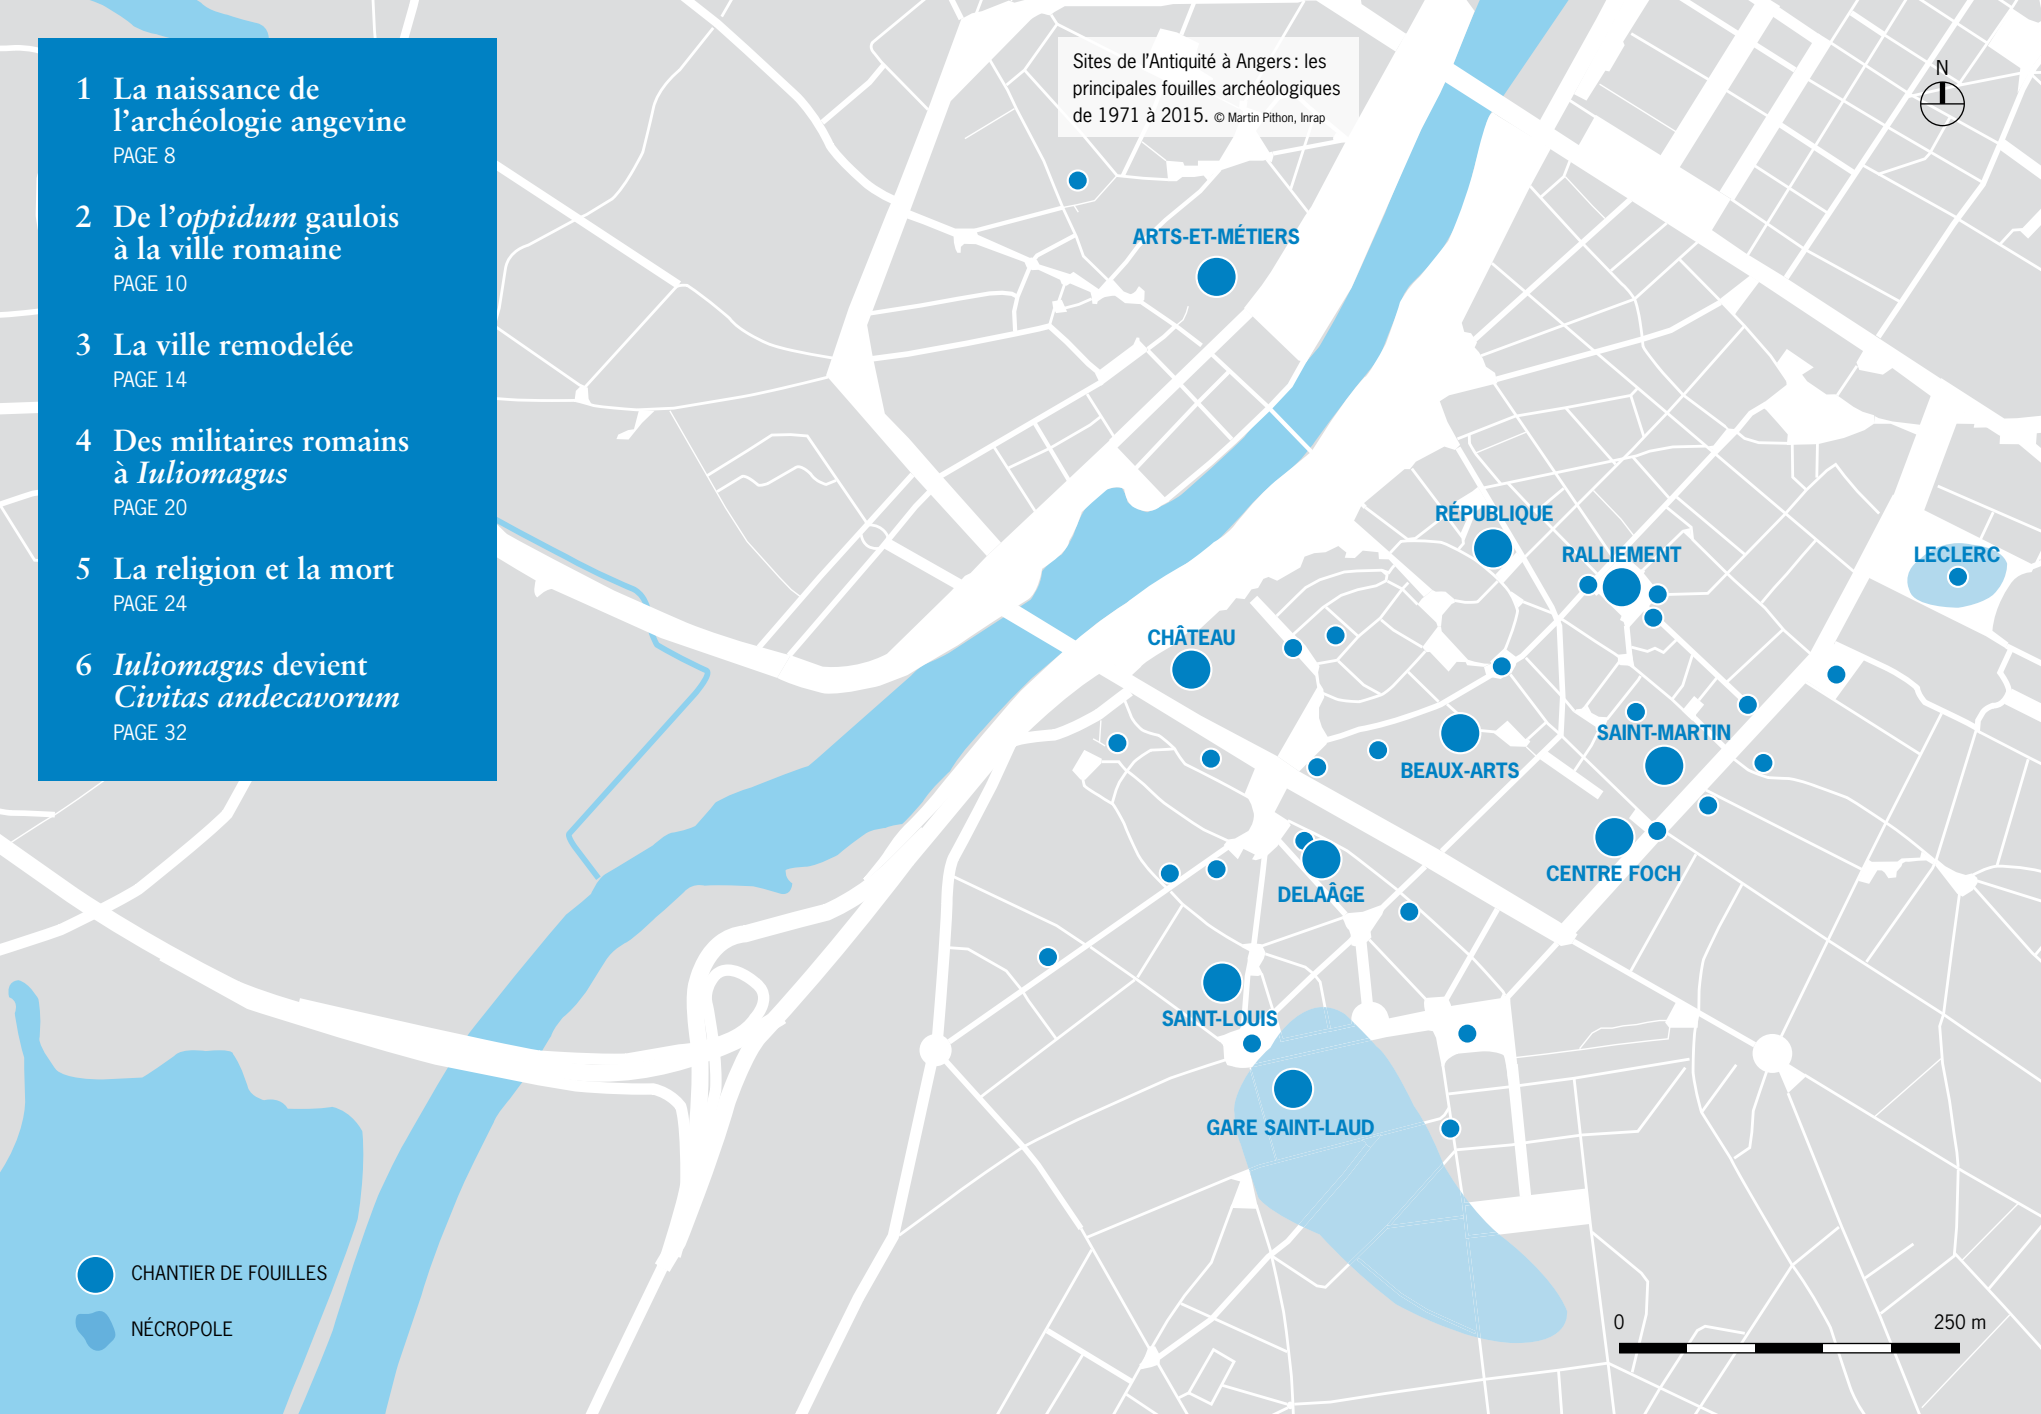 1 La naissance de
l’archéologie angevine
PAGE 8
2 De l’oppidum gaulois
à la ville romaine
PAGE 10
3 La ville remodelée
PAGE 14
4 Des militaires romains
à Iuliomagus
PAGE 20
5 La religion et la mort
PAGE 24
6 Iuliomagus devient
Civitas andecavorum
PAGE 32
Sites de l’Antiquité à Angers : les
principales fouilles archéologiques
de 1971 à 2015. © Martin Pithon, Inrap
N
ARTS-ET-MÉTIERS
RÉPUBLIQUE
RALLIEMENT
LECLERC
CHÂTEAU
SAINT-MARTIN
BEAUX-ARTS
CENTRE FOCH
DELAÂGE
SAINT-LOUIS
GARE SAINT-LAUD
CHANTIER DE FOUILLES
NÉCROPOLE
0 250 m